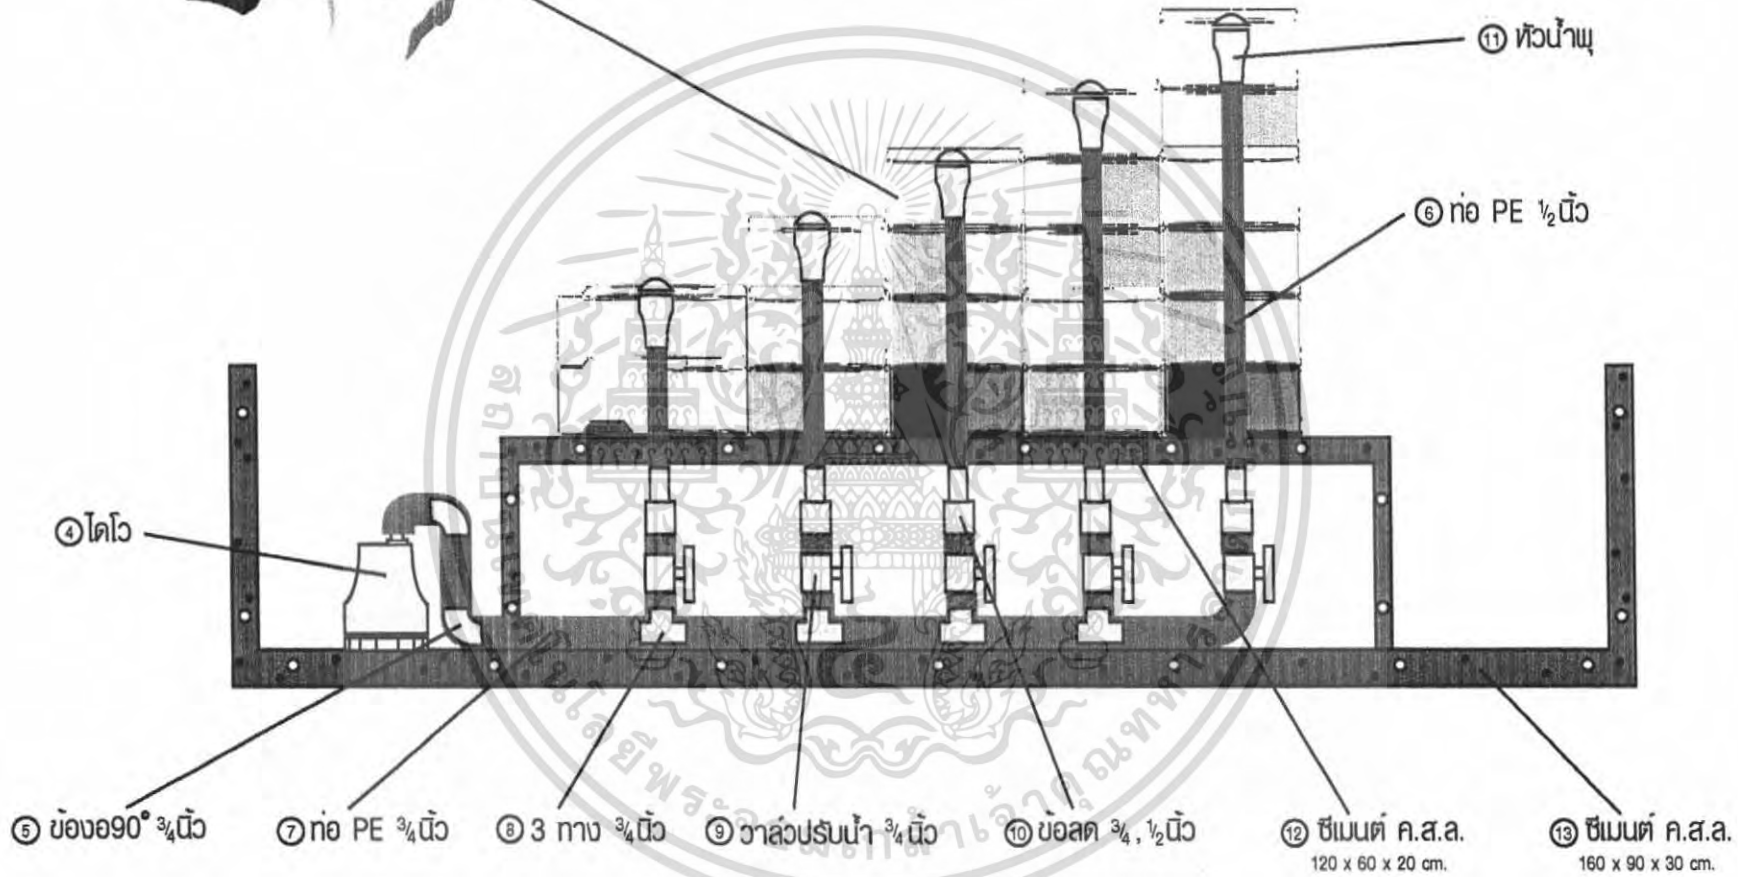 ⑪ หัวน้ำพุ
⑥ ท่อ PE ½นิ้ว
④ ไดโว
⑤ ข้องอ90° ¾นิ้ว
⑦ ท่อ PE ¾นิ้ว
⑧ 3 ทาง ¾นิ้ว
⑨ วาล์วปรับน้ำ ¾นิ้ว
⑩ ข้อลด ¾, ½นิ้ว
⑫ ซีเมนต์ ค.ส.ล.
120 x 60 x 20 cm.
⑬ ซีเมนต์ ค.ส.ล.
160 x 90 x 30 cm.